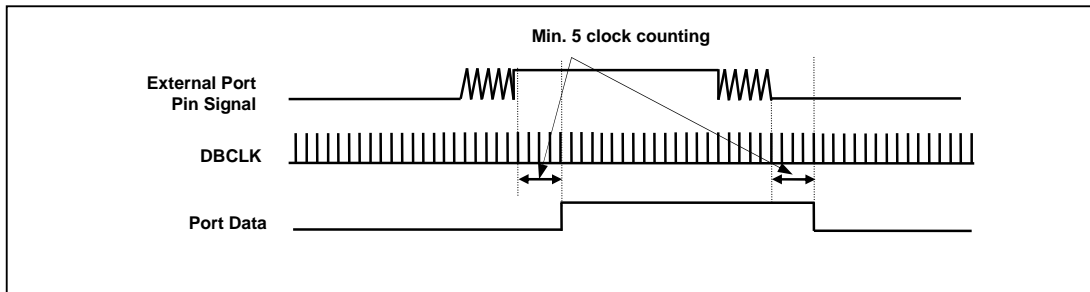 Min. 5 clock counting
External Port
Pin Signal
DBCLK
Port Data